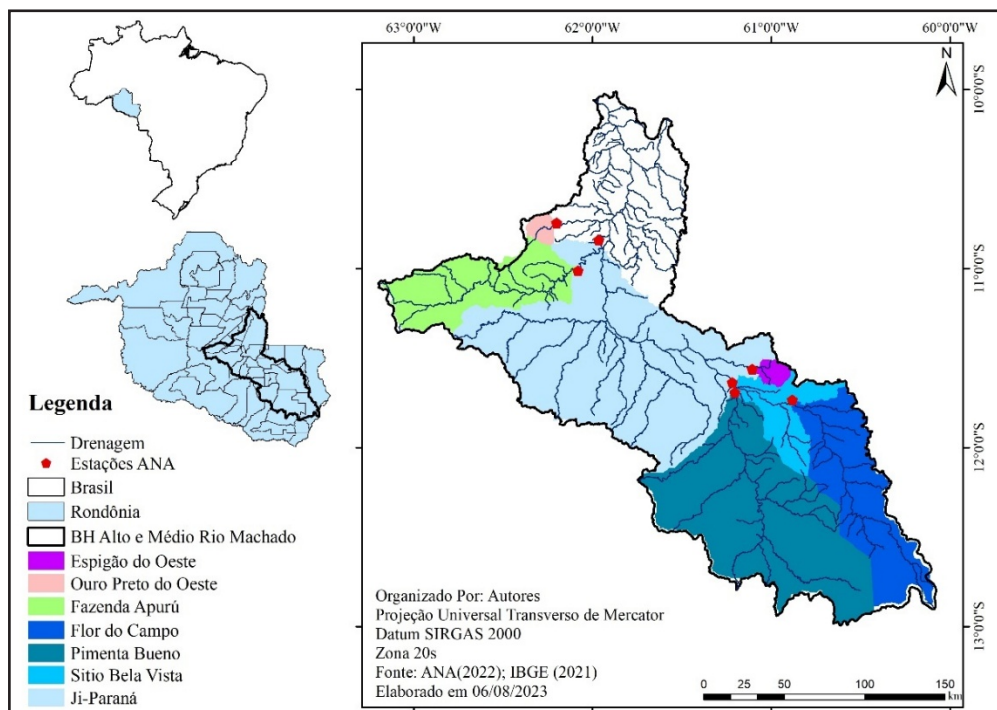 63°0'0"W
62°0'0"W
61°0'0"W
60°0'0"W
N
10°0'0"S
11°0'0"S
12°0'0"S
13°0'0"S
Legenda
Drenagem
Estações ANA
Brasil
Rondônia
BH Alto e Médio Rio Machado
Espigão do Oeste
Ouro Preto do Oeste
Fazenda Apurú
Flor do Campo
Pimenta Bueno
Sitio Bela Vista
Ji-Paraná
Organizado Por: Autores
Projeção Universal Transverso de Mercator
Datum SIRGAS 2000
Zona 20s
Fonte: ANA(2022); IBGE (2021)
Elaborado em 06/08/2023
0 25 50 100 150
km